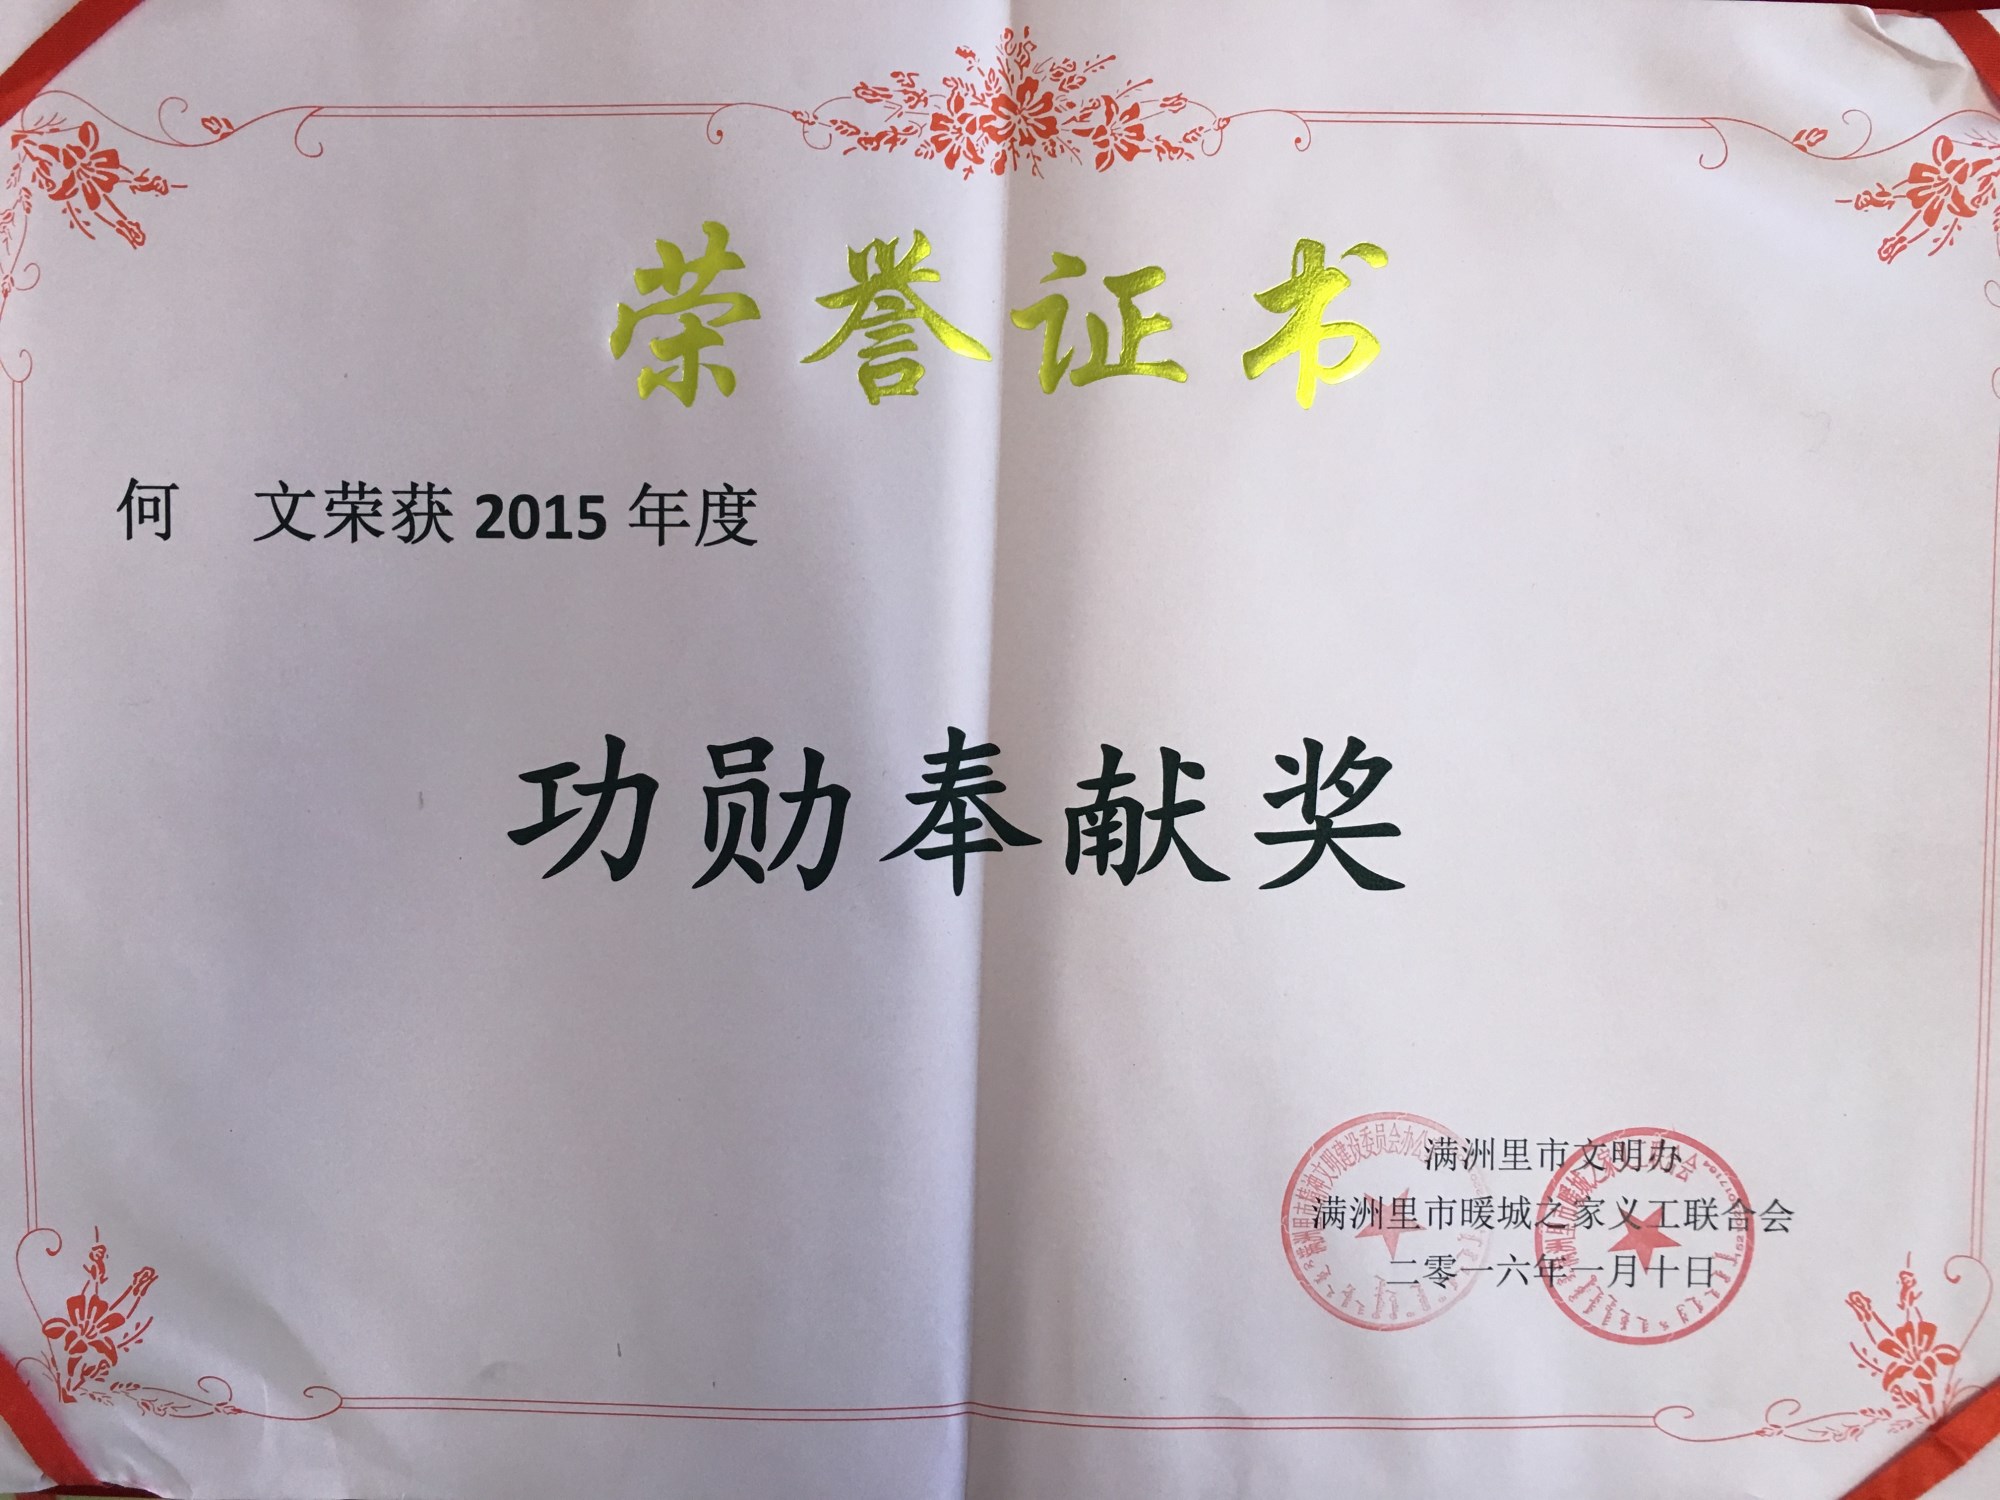 荣誉证书
何　文荣获 2015 年度
功勋奉献奖
满洲里市文明办
满洲里市暖城之家义工联合会
二零一六年一月十日